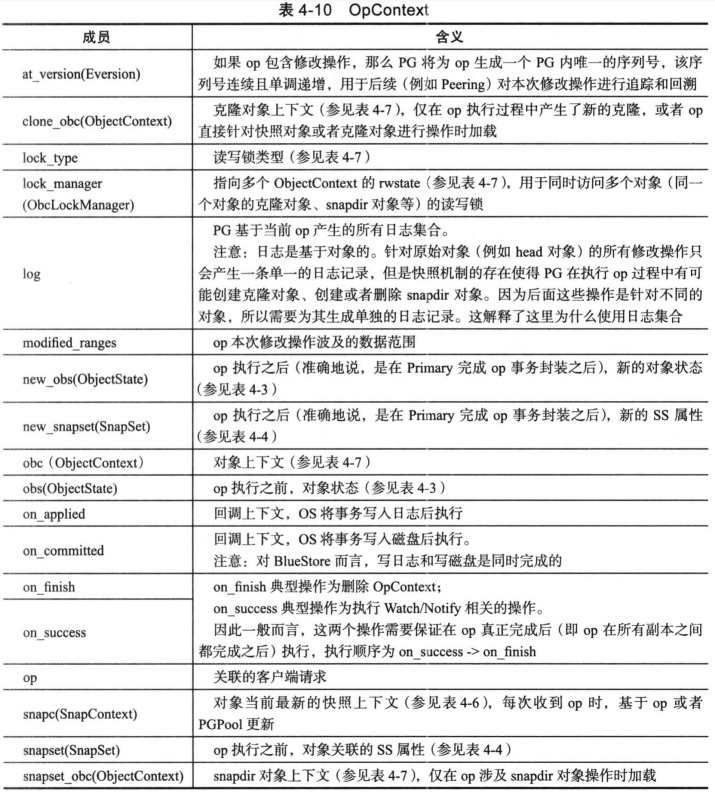 表 4-10 OpContext
成员 含义
at_version(Eversion) 如果 op 包含修改操作，那么 PG 将为 op 生成一个 PG 内唯一的序列号，该序
列号连续且单调递增，用于后续（例如 Peering）对本次修改操作进行追踪和回溯
clone_obc(ObjectContext) 克隆对象上下文（参见表 4-7），仅在 op 执行过程中产生了新的克隆，或者 op
直接针对快照对象或者克隆对象进行操作时加载
lock_type 读写锁类型（参见表 4-7）
lock_manager
(ObcLockManager)
指向多个 ObjectContext 的 rwstate（参见表 4-7），用于同时访问多个对象（同一
个对象的克隆对象、snapdir 对象等）的读写锁
log
PG 基于当前 op 产生的所有日志集合。
注意：日志是基于对象的。针对原始对象（例如 head 对象）的所有修改操作只
会产生一条单一的日志记录，但是快照机制的存在使得 PG 在执行 op 过程中有可
能创建克隆对象、创建或者删除 snapdir 对象。因为后面这些操作是针对不同的
对象，所以需要为其生成单独的日志记录。这解释了这里为什么使用日志集合
modified_ranges op 本次修改操作波及的数据范围
new_obs(ObjectState) op 执行之后（准确地说，是在 Primary 完成 op 事务封装之后），新的对象状态
（参见表 4-3）
new_snapset(SnapSet) op 执行之后（准确地说，是在 Primary 完成 op 事务封装之后），新的 SS 属性
（参见表 4-4）
obc（ObjectContext） 对象上下文（参见表 4-7）
obs(ObjectState) op 执行之前，对象状态（参见表 4-3）
on_applied 回调上下文，OS 将事务写入日志后执行
on_committed 回调上下文，OS 将事务写入磁盘后执行。
注意：对 BlueStore 而言，写日志和写磁盘是同时完成的
on_finish on_finish 典型操作为删除 OpContext；
on_success 典型操作为执行 Watch/Notify 相关的操作。
on_success 因此一般而言，这两个操作需要保证在 op 真正完成后（即 op 在所有副本之间
都完成之后）执行，执行顺序为 on_success -> on_finish
op 关联的客户端请求
snapc(SnapContext) 对象当前最新的快照上下文（参见表 4-6），每次收到 op 时，基于 op 或者
PGPool 更新
snapset(SnapSet) op 执行之前，对象关联的 SS 属性（参见表 4-4）
snapset_obc(ObjectContext) snapdir 对象上下文（参见表 4-7），仅在 op 涉及 snapdir 对象操作时加载